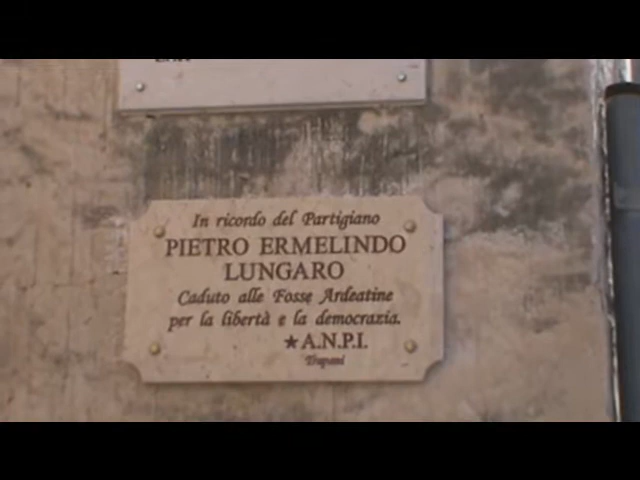 In ricordo del Partigiano
PIETRO ERMELINDO
LUNGARO
Caduto alle Fosse Ardeatine
per la libertà e la democrazia.
★A.N.P.I.
Trapani